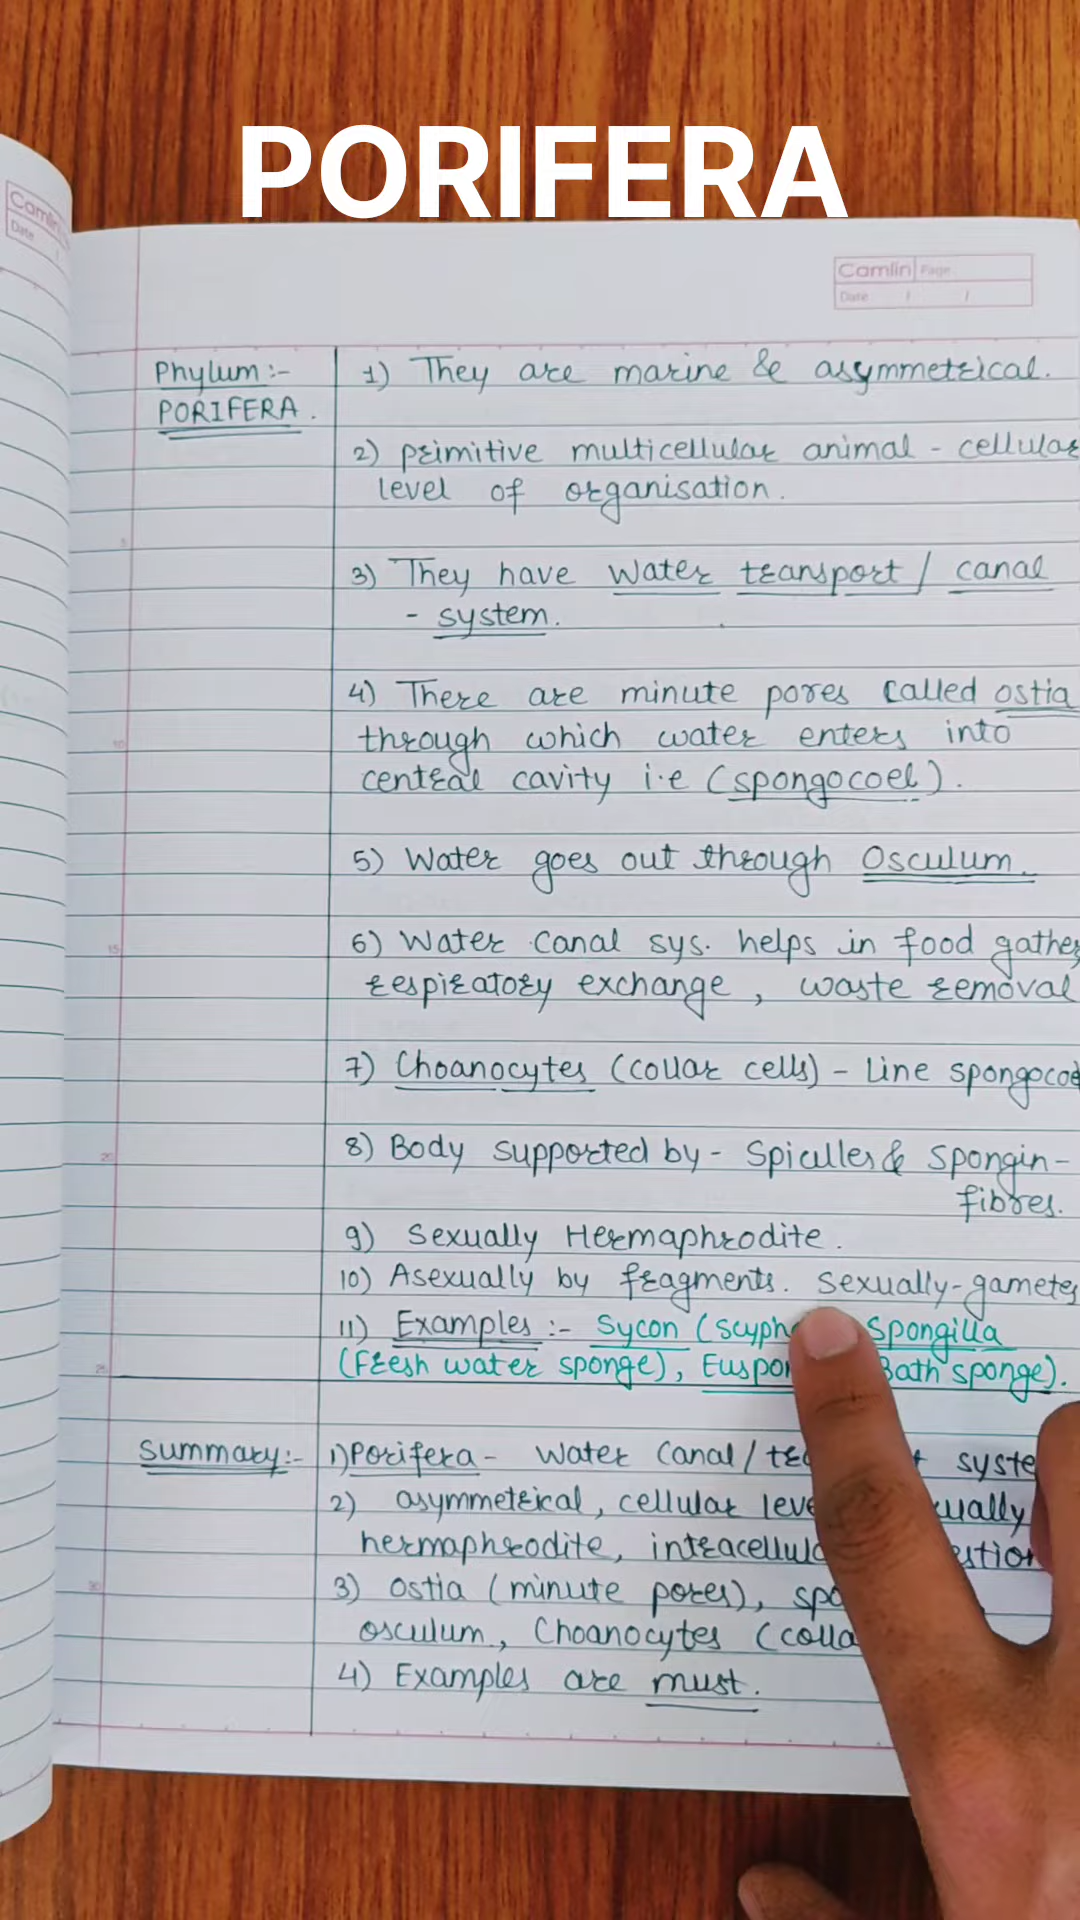 PORIFERA
Camlin
Date
Camlin Page
Date / /
Phylum :-
PORIFERA.
1) They are marine & asymmetrical.
2) primitive multicellular animal - cellular
level of organisation.
3) They have water transport / canal
- system.
4) There are minute pores called ostia
through which water enters into
central cavity i.e (spongocoel).
5) Water goes out through Osculum.
6) Water canal sys. helps in food gather
respiratory exchange, waste removal
7) Choanocytes (collar cells) - Line spongocoe
8) Body supported by - Spiculles & Spongin -
fibres.
9) Sexually Hermaphrodite.
10) Asexually by fragments. Sexually - gametes
11) Examples :- Sycon (scyph Spongilla
(Fresh water sponge), Euspon Bath sponge).
Summary :-
1) Porifera - Water Canal / syste
2) asymmetrical, cellular leve ually
hermaphrodite, intracellul estion
3) Ostia (minute pores), spo
osculum, Choanocytes (colla
4) Examples are must.